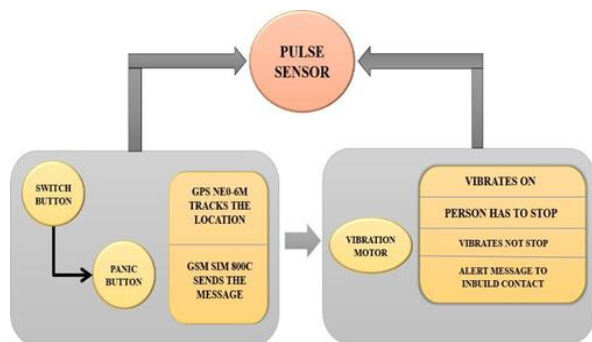 PULSE
SENSOR
SWITCH
BUTTON
PANIC
BUTTON
GPS NE0-6M
TRACKS THE
LOCATION
GSM SIM 800C
SENDS THE
MESSAGE
VIBRATION
MOTOR
VIBRATES ON
PERSON HAS TO STOP
VIBRATES NOT STOP
ALERT MESSAGE TO
INBUILD CONTACT